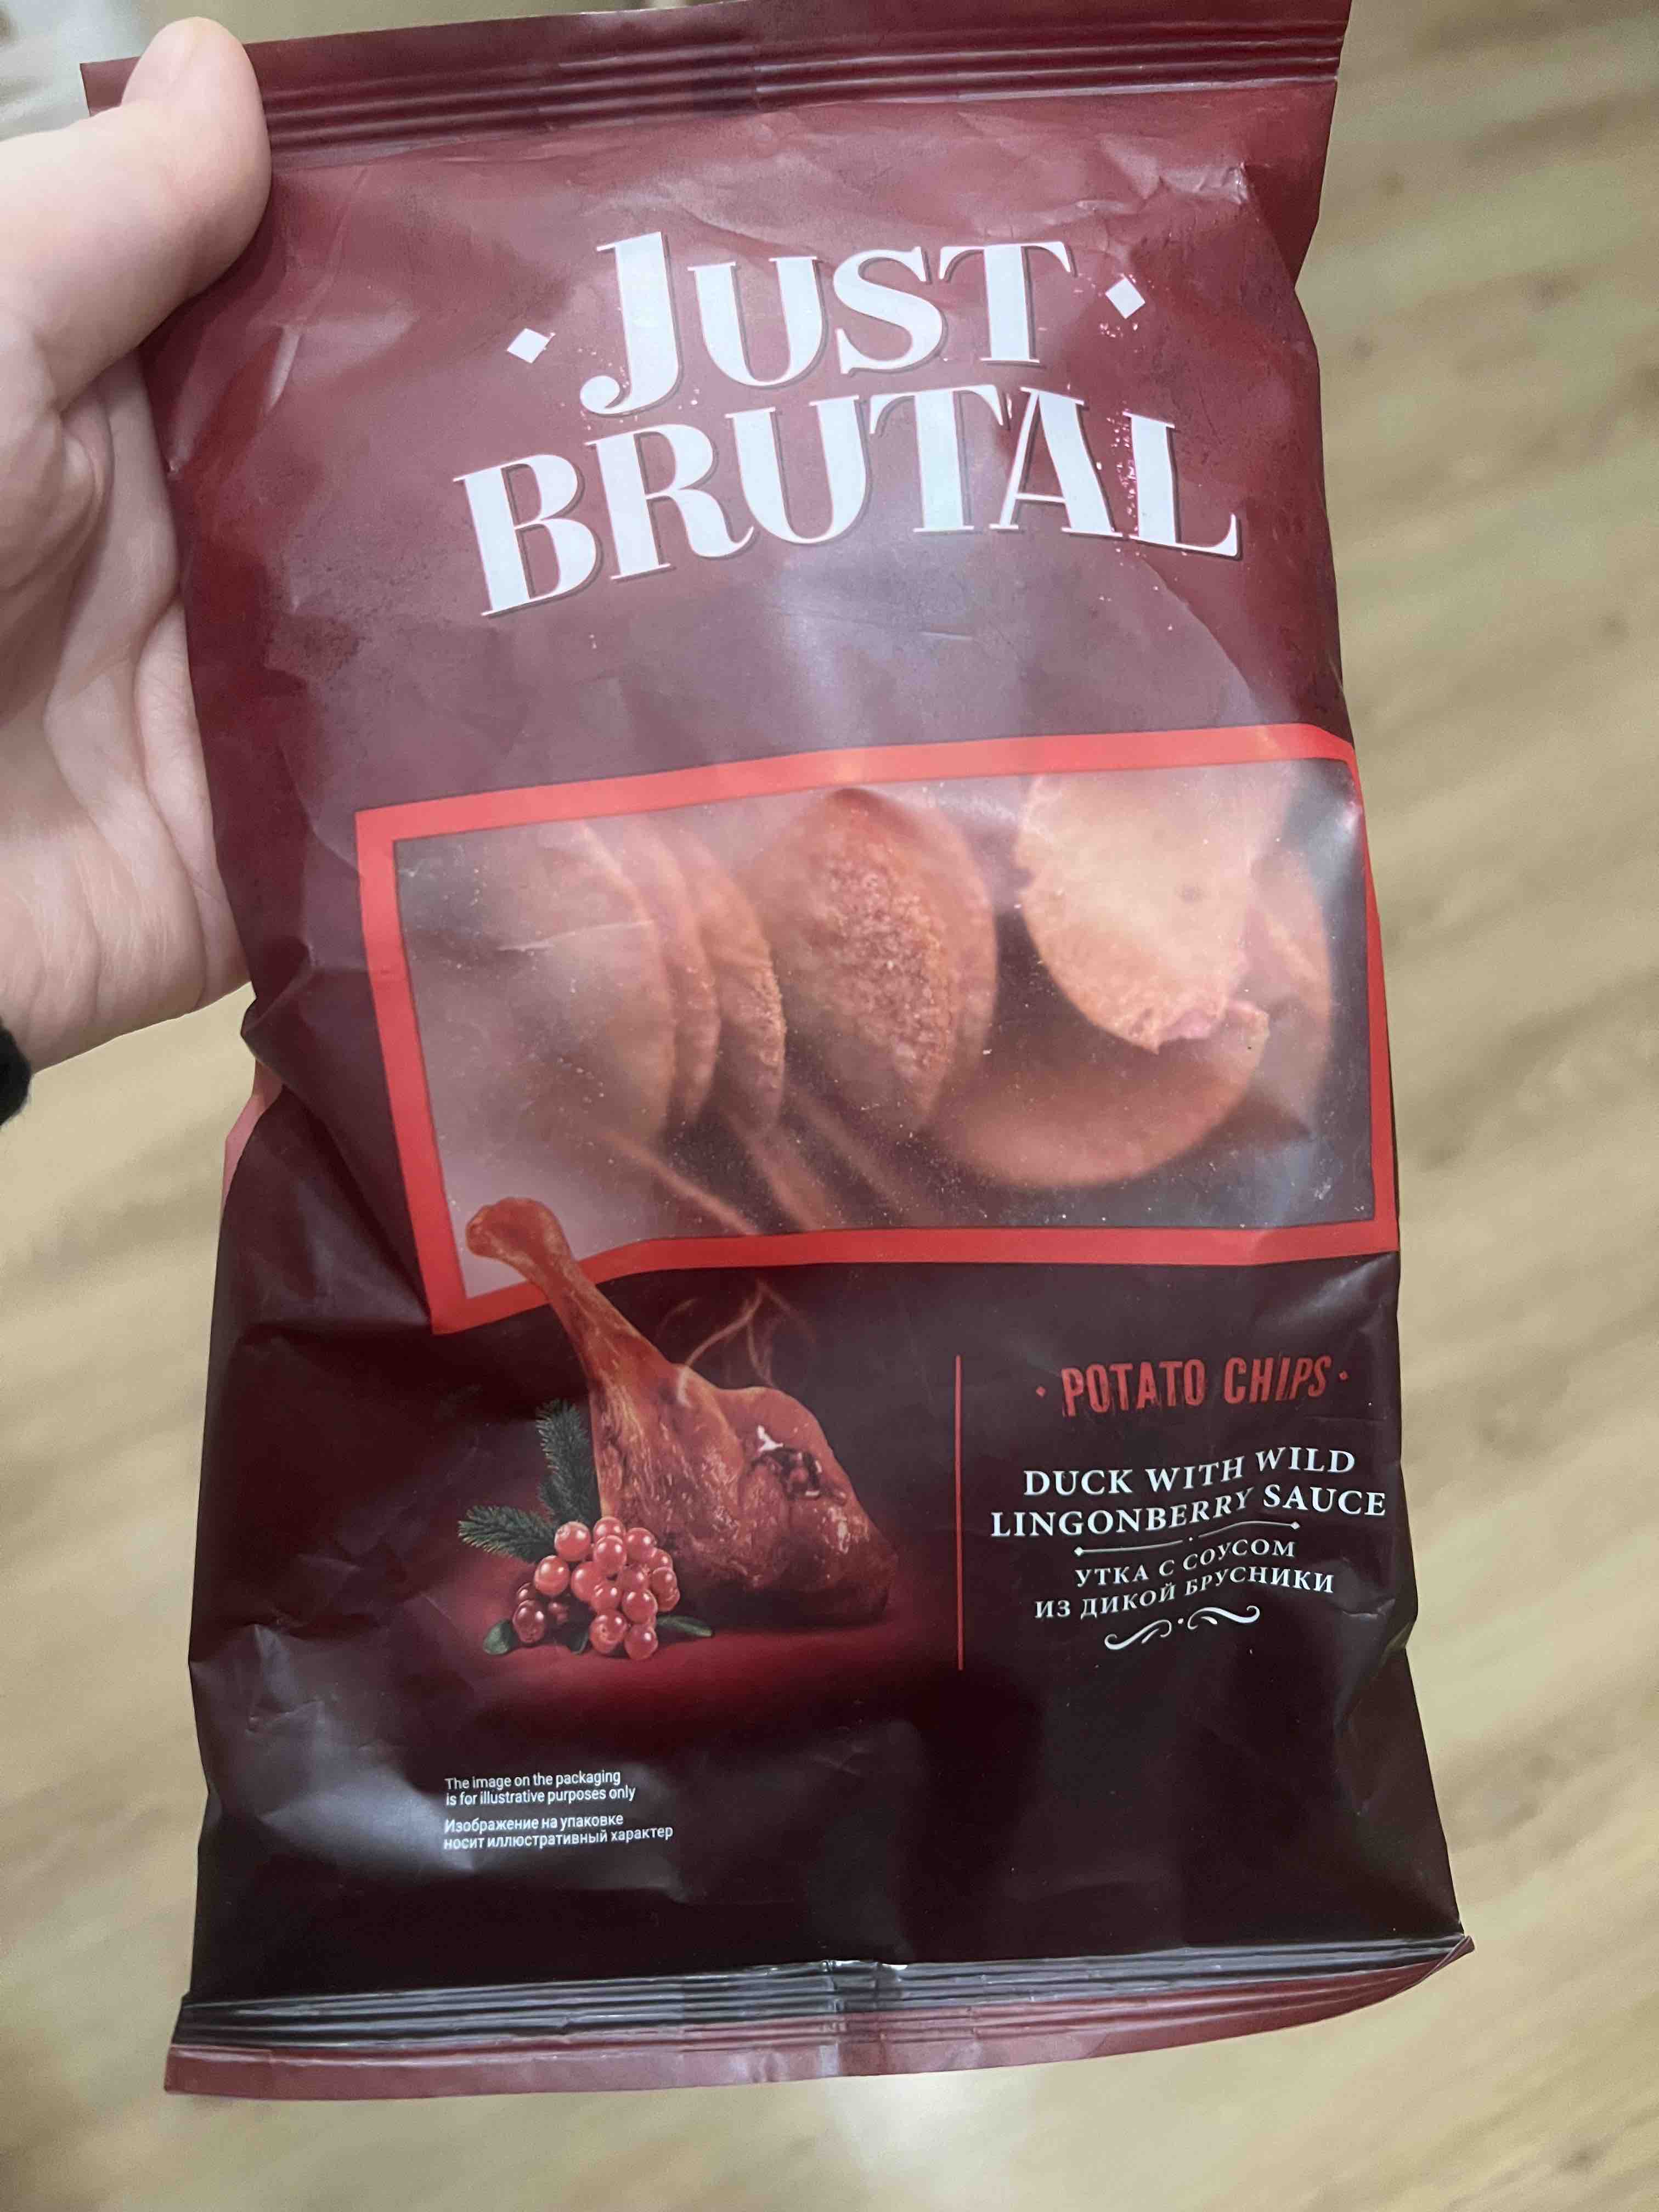 JUST
BRUTAL
POTATO CHIPS
DUCK WITH WILD
LINGONBERRY SAUCE
УТКА С СОУСОМ
ИЗ ДИКОЙ БРУСНИКИ
The image on the packaging
is for illustrative purposes only
Изображение на упаковке
носит иллюстративный характер